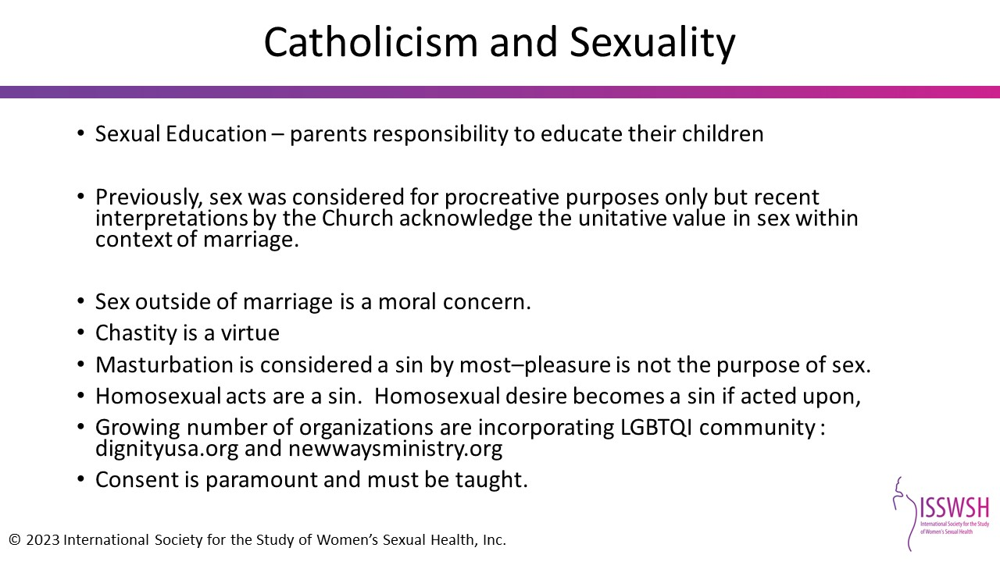 Catholicism and Sexuality
• Sexual Education – parents responsibility to educate their children
• Previously, sex was considered for procreative purposes only but recent
interpretations by the Church acknowledge the unitative value in sex within
context of marriage.
• Sex outside of marriage is a moral concern.
• Chastity is a virtue
• Masturbation is considered a sin by most–pleasure is not the purpose of sex.
• Homosexual acts are a sin.  Homosexual desire becomes a sin if acted upon,
• Growing number of organizations are incorporating LGBTQI community :
dignityusa.org and newwaysministry.org
• Consent is paramount and must be taught.
ISSWSH
International Society for the Study
of Women's Sexual Health
© 2023 International Society for the Study of Women’s Sexual Health, Inc.